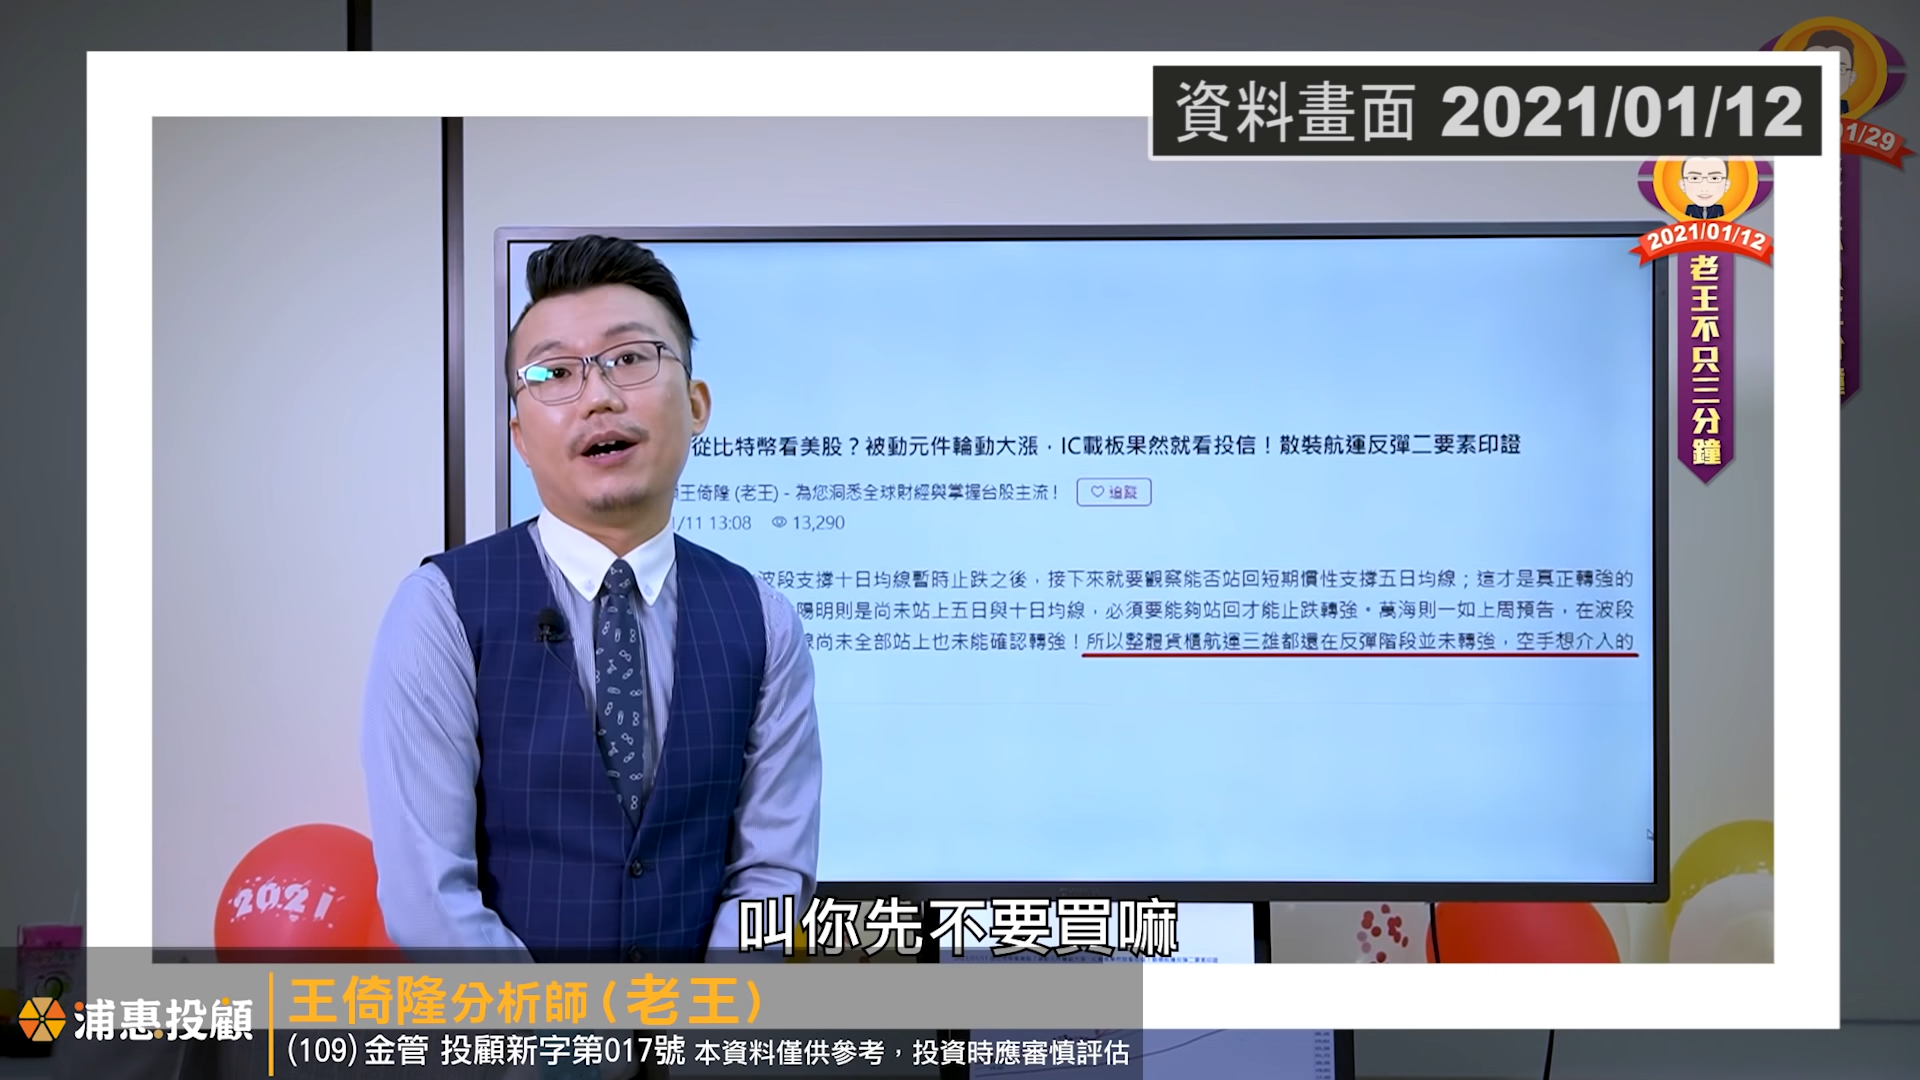 資料畫面 2021/01/12
01/29
2021/01/12
老王不只三分鐘
從比特幣看美股？被動元件輪動大漲，IC載板果然就看投信！散裝航運反彈二要素印證
王倚隆 (老王) - 為您洞悉全球財經與掌握台股主流！ 追蹤
/11 13:08 13,290
波段支撐十日均線暫時止跌之後，接下來就要觀察能否站回短期慣性支撐五日均線；這才是真正轉強的
陽明則是尚未站上五日與十日均線，必須要能夠站回才能止跌轉強。萬海則一如上周預告，在波段
尚未全部站上也未能確認轉強！所以整體貨櫃航運三雄都還在反彈階段並未轉強，空手想介入的
2021
叫你先不要買嘛
浦惠投顧
王倚隆分析師(老王)
(109) 金管 投顧新字第017號 本資料僅供參考，投資時應審慎評估